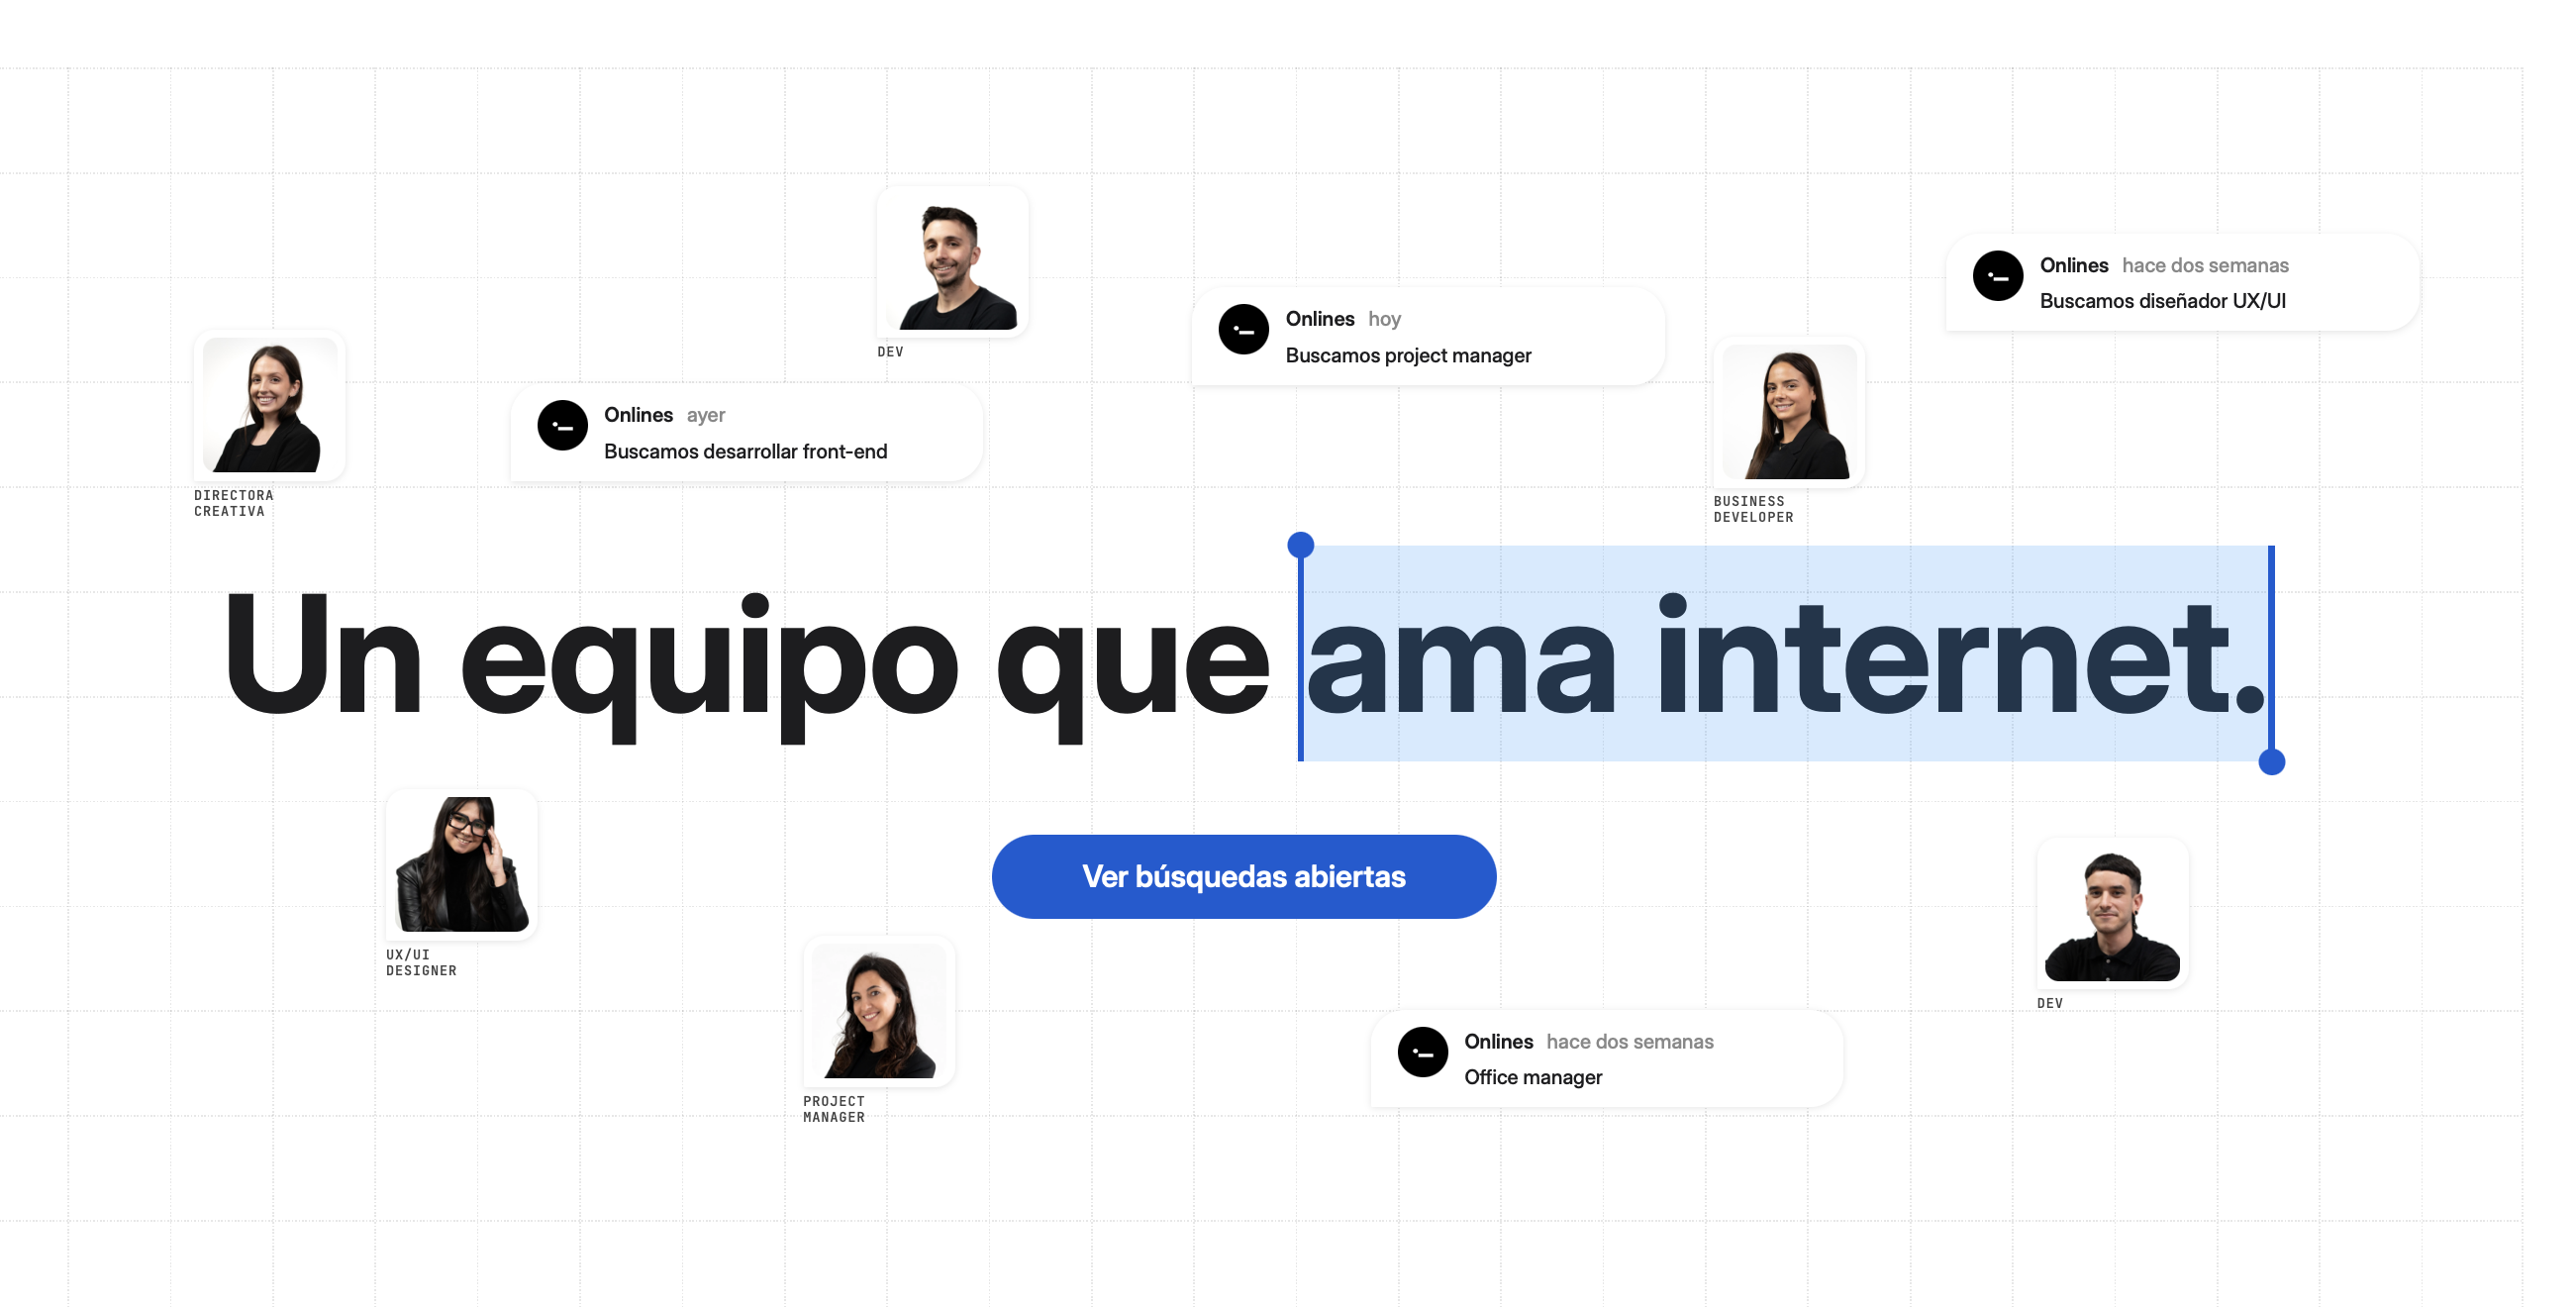 DEV
Onlines hace dos semanas
Buscamos diseñador UX/UI
Onlines hoy
Buscamos project manager
DIRECTORA
CREATIVA
Onlines ayer
Buscamos desarrollar front-end
BUSINESS
DEVELOPER
Un equipo que ama internet.
UX/UI
DESIGNER
Ver búsquedas abiertas
PROJECT
MANAGER
DEV
Onlines hace dos semanas
Office manager